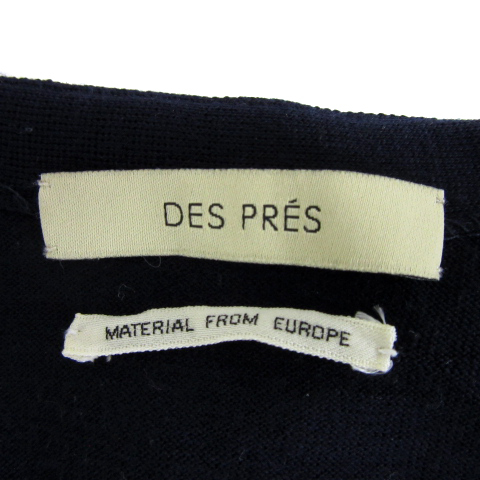 DES PRÉS
MATERIAL FROM EUROPE